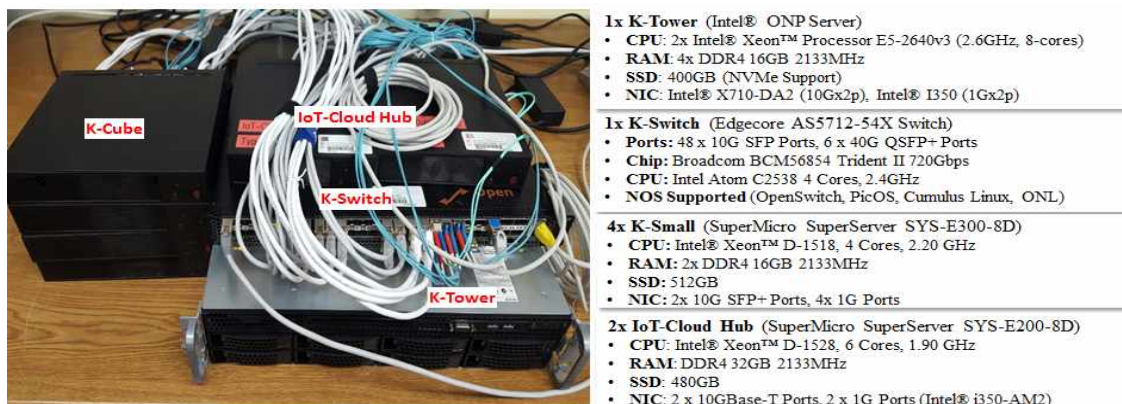 K-Cube
IoT-Cloud Hub
K-Switch
open
K-Tower
1x K-Tower (Intel® ONP Server)
• CPU: 2x Intel® Xeon™ Processor E5-2640v3 (2.6GHz, 8-cores)
• RAM: 4x DDR4 16GB 2133MHz
• SSD: 400GB (NVMe Support)
• NIC: Intel® X710-DA2 (10Gx2p), Intel® I350 (1Gx2p)
1x K-Switch (Edgecore AS5712-54X Switch)
• Ports: 48 x 10G SFP Ports, 6 x 40G QSFP+ Ports
• Chip: Broadcom BCM56854 Trident II 720Gbps
• CPU: Intel Atom C2538 4 Cores, 2.4GHz
• NOS Supported (OpenSwitch, PicOS, Cumulus Linux, ONL)
4x K-Small (SuperMicro SuperServer SYS-E300-8D)
• CPU: Intel® Xeon™ D-1518, 4 Cores, 2.20 GHz
• RAM: 2x DDR4 16GB 2133MHz
• SSD: 512GB
• NIC: 2x 10G SFP+ Ports, 4x 1G Ports
2x IoT-Cloud Hub (SuperMicro SuperServer SYS-E200-8D)
• CPU: Intel® Xeon™ D-1528, 6 Cores, 1.90 GHz
• RAM: DDR4 32GB 2133MHz
• SSD: 480GB
• NIC: 2 x 10GBase-T Ports, 2 x 1G Ports (Intel® i350-AM2)